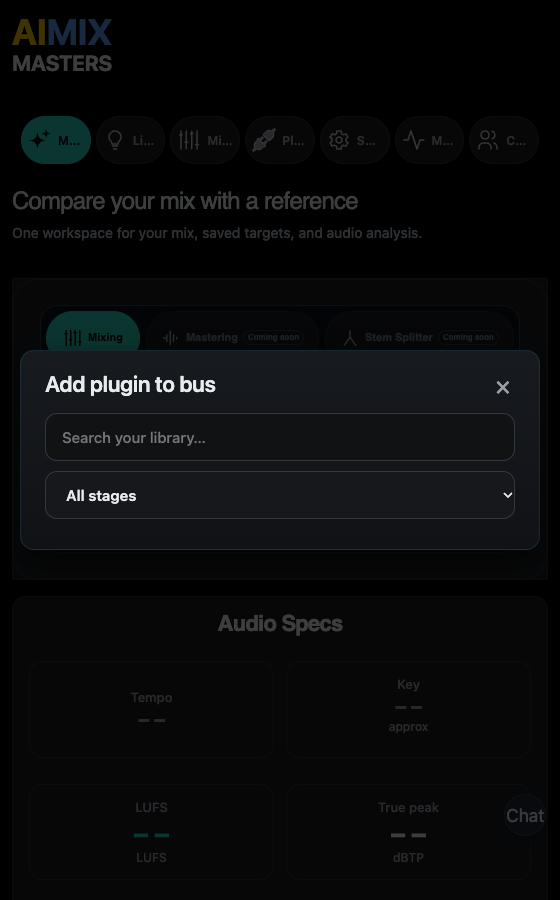 AIMIX
MASTERS
M...
Li...
Mi...
Pl...
S...
M...
C...
Compare your mix with a reference
One workspace for your mix, saved targets, and audio analysis.
Mixing
Mastering
Coming soon
Stem Splitter
Coming soon
Add plugin to bus
×
Search your library...
All stages
Audio Specs
Tempo
--
Key
--
approx
LUFS
--
LUFS
True peak
--
dBTP
Chat